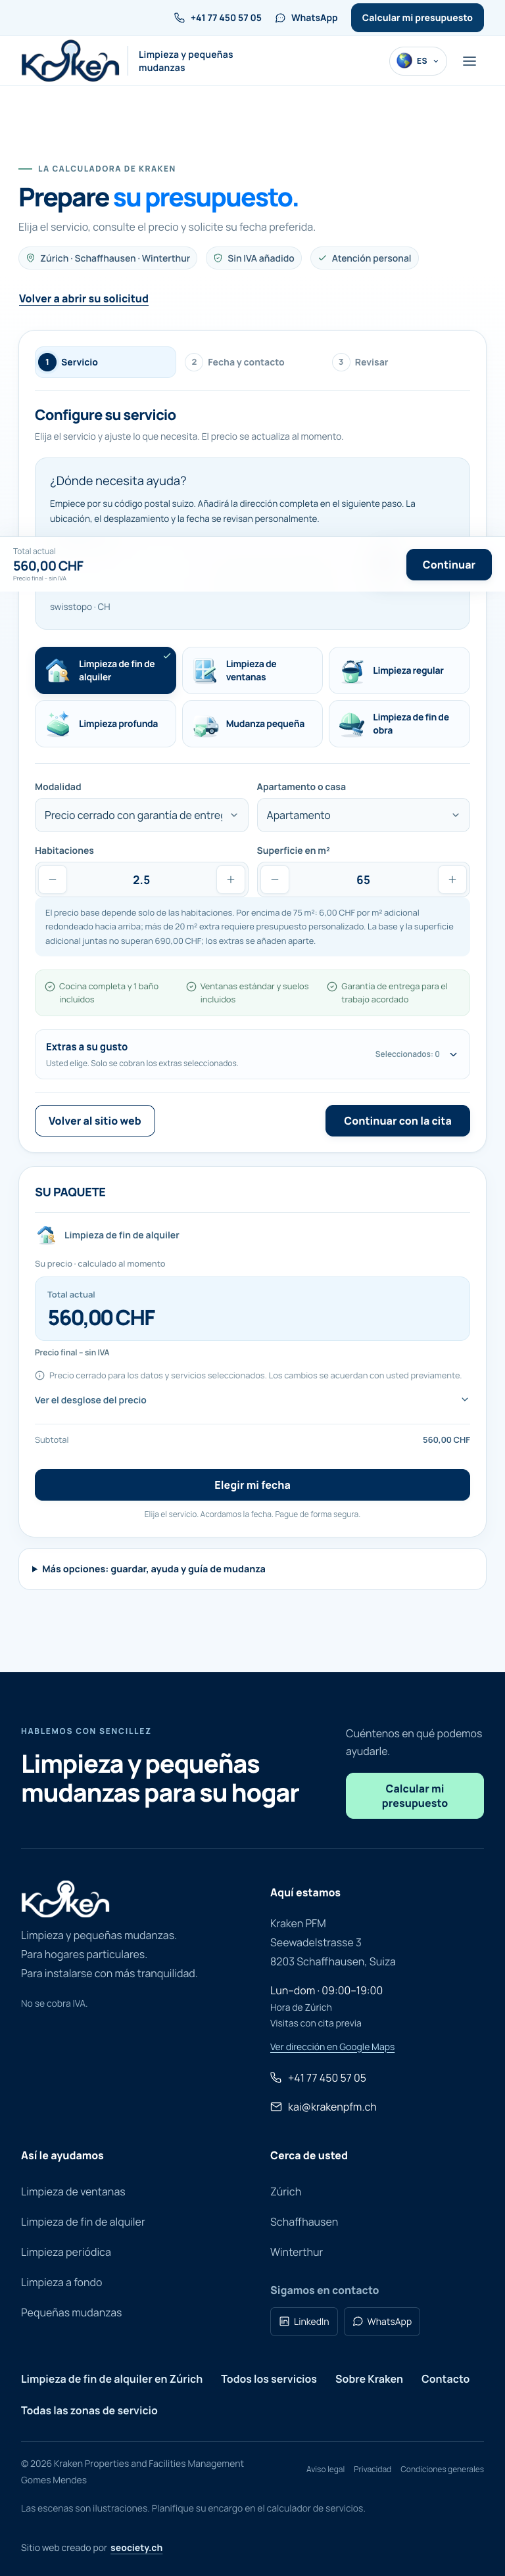 +41 77 450 57 05
WhatsApp
Calcular mi presupuesto
Kraken
Limpieza y pequeñas
mudanzas
ES
LA CALCULADORA DE KRAKEN
Prepare su presupuesto.
Elija el servicio, consulte el precio y solicite su fecha preferida.
Zúrich · Schaffhausen · Winterthur
Sin IVA añadido
Atención personal
Volver a abrir su solicitud
1 Servicio
2 Fecha y contacto
3 Revisar
Configure su servicio
Elija el servicio y ajuste lo que necesita. El precio se actualiza al momento.
¿Dónde necesita ayuda?
Empiece por su código postal suizo. Añadirá la dirección completa en el siguiente paso. La
ubicación, el desplazamiento y la fecha se revisan personalmente.
Total actual
560,00 CHF
Precio final – sin IVA
Continuar
swisstopo · CH
Limpieza de fin de
alquiler
Limpieza de
ventanas
Limpieza regular
Limpieza profunda
Mudanza pequeña
Limpieza de fin de
obra
Modalidad
Precio cerrado con garantía de entreg
Apartamento o casa
Apartamento
Habitaciones
− 2.5 +
Superficie en m²
− 65 +
El precio base depende solo de las habitaciones. Por encima de 75 m²: 6,00 CHF por m² adicional
redondeado hacia arriba; más de 20 m² extra requiere presupuesto personalizado. La base y la superficie
adicional juntas no superan 690,00 CHF; los extras se añaden aparte.
Cocina completa y 1 baño
incluidos
Ventanas estándar y suelos
incluidos
Garantía de entrega para el
trabajo acordado
Extras a su gusto
Usted elige. Solo se cobran los extras seleccionados.
Seleccionados: 0
Volver al sitio web
Continuar con la cita
SU PAQUETE
Limpieza de fin de alquiler
Su precio · calculado al momento
Total actual
560,00 CHF
Precio final – sin IVA
Precio cerrado para los datos y servicios seleccionados. Los cambios se acuerdan con usted previamente.
Ver el desglose del precio
Subtotal
560,00 CHF
Elegir mi fecha
Elija el servicio. Acordamos la fecha. Pague de forma segura.
Más opciones: guardar, ayuda y guía de mudanza
HABLEMOS CON SENCILLEZ
Limpieza y pequeñas
mudanzas para su hogar
Cuéntenos en qué podemos
ayudarle.
Calcular mi
presupuesto
Kraken
Limpieza y pequeñas mudanzas.
Para hogares particulares.
Para instalarse con más tranquilidad.
No se cobra IVA.
Aquí estamos
Kraken PFM
Seewadelstrasse 3
8203 Schaffhausen, Suiza
Lun–dom · 09:00–19:00
Hora de Zúrich
Visitas con cita previa
Ver dirección en Google Maps
+41 77 450 57 05
kai@krakenpfm.ch
Así le ayudamos
Limpieza de ventanas
Limpieza de fin de alquiler
Limpieza periódica
Limpieza a fondo
Pequeñas mudanzas
Cerca de usted
Zúrich
Schaffhausen
Winterthur
Sigamos en contacto
LinkedIn
WhatsApp
Limpieza de fin de alquiler en Zúrich
Todos los servicios
Sobre Kraken
Contacto
Todas las zonas de servicio
© 2026 Kraken Properties and Facilities Management
Gomes Mendes
Aviso legal
Privacidad
Condiciones generales
Las escenas son ilustraciones. Planifique su encargo en el calculador de servicios.
Sitio web creado por seociety.ch